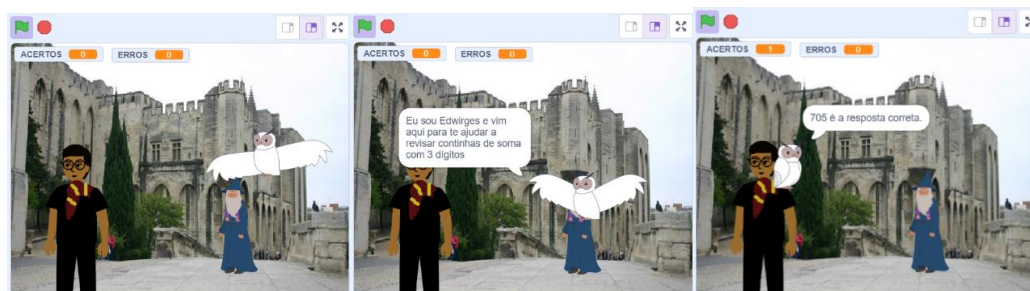 ACERTOS 0 ERROS 0
ACERTOS 0 ERROS 0
Eu sou Edwirges e vim
aqui para te ajudar a
revisar continhas de soma
com 3 dígitos
ACERTOS 1 ERROS 0
705 é a resposta correta.